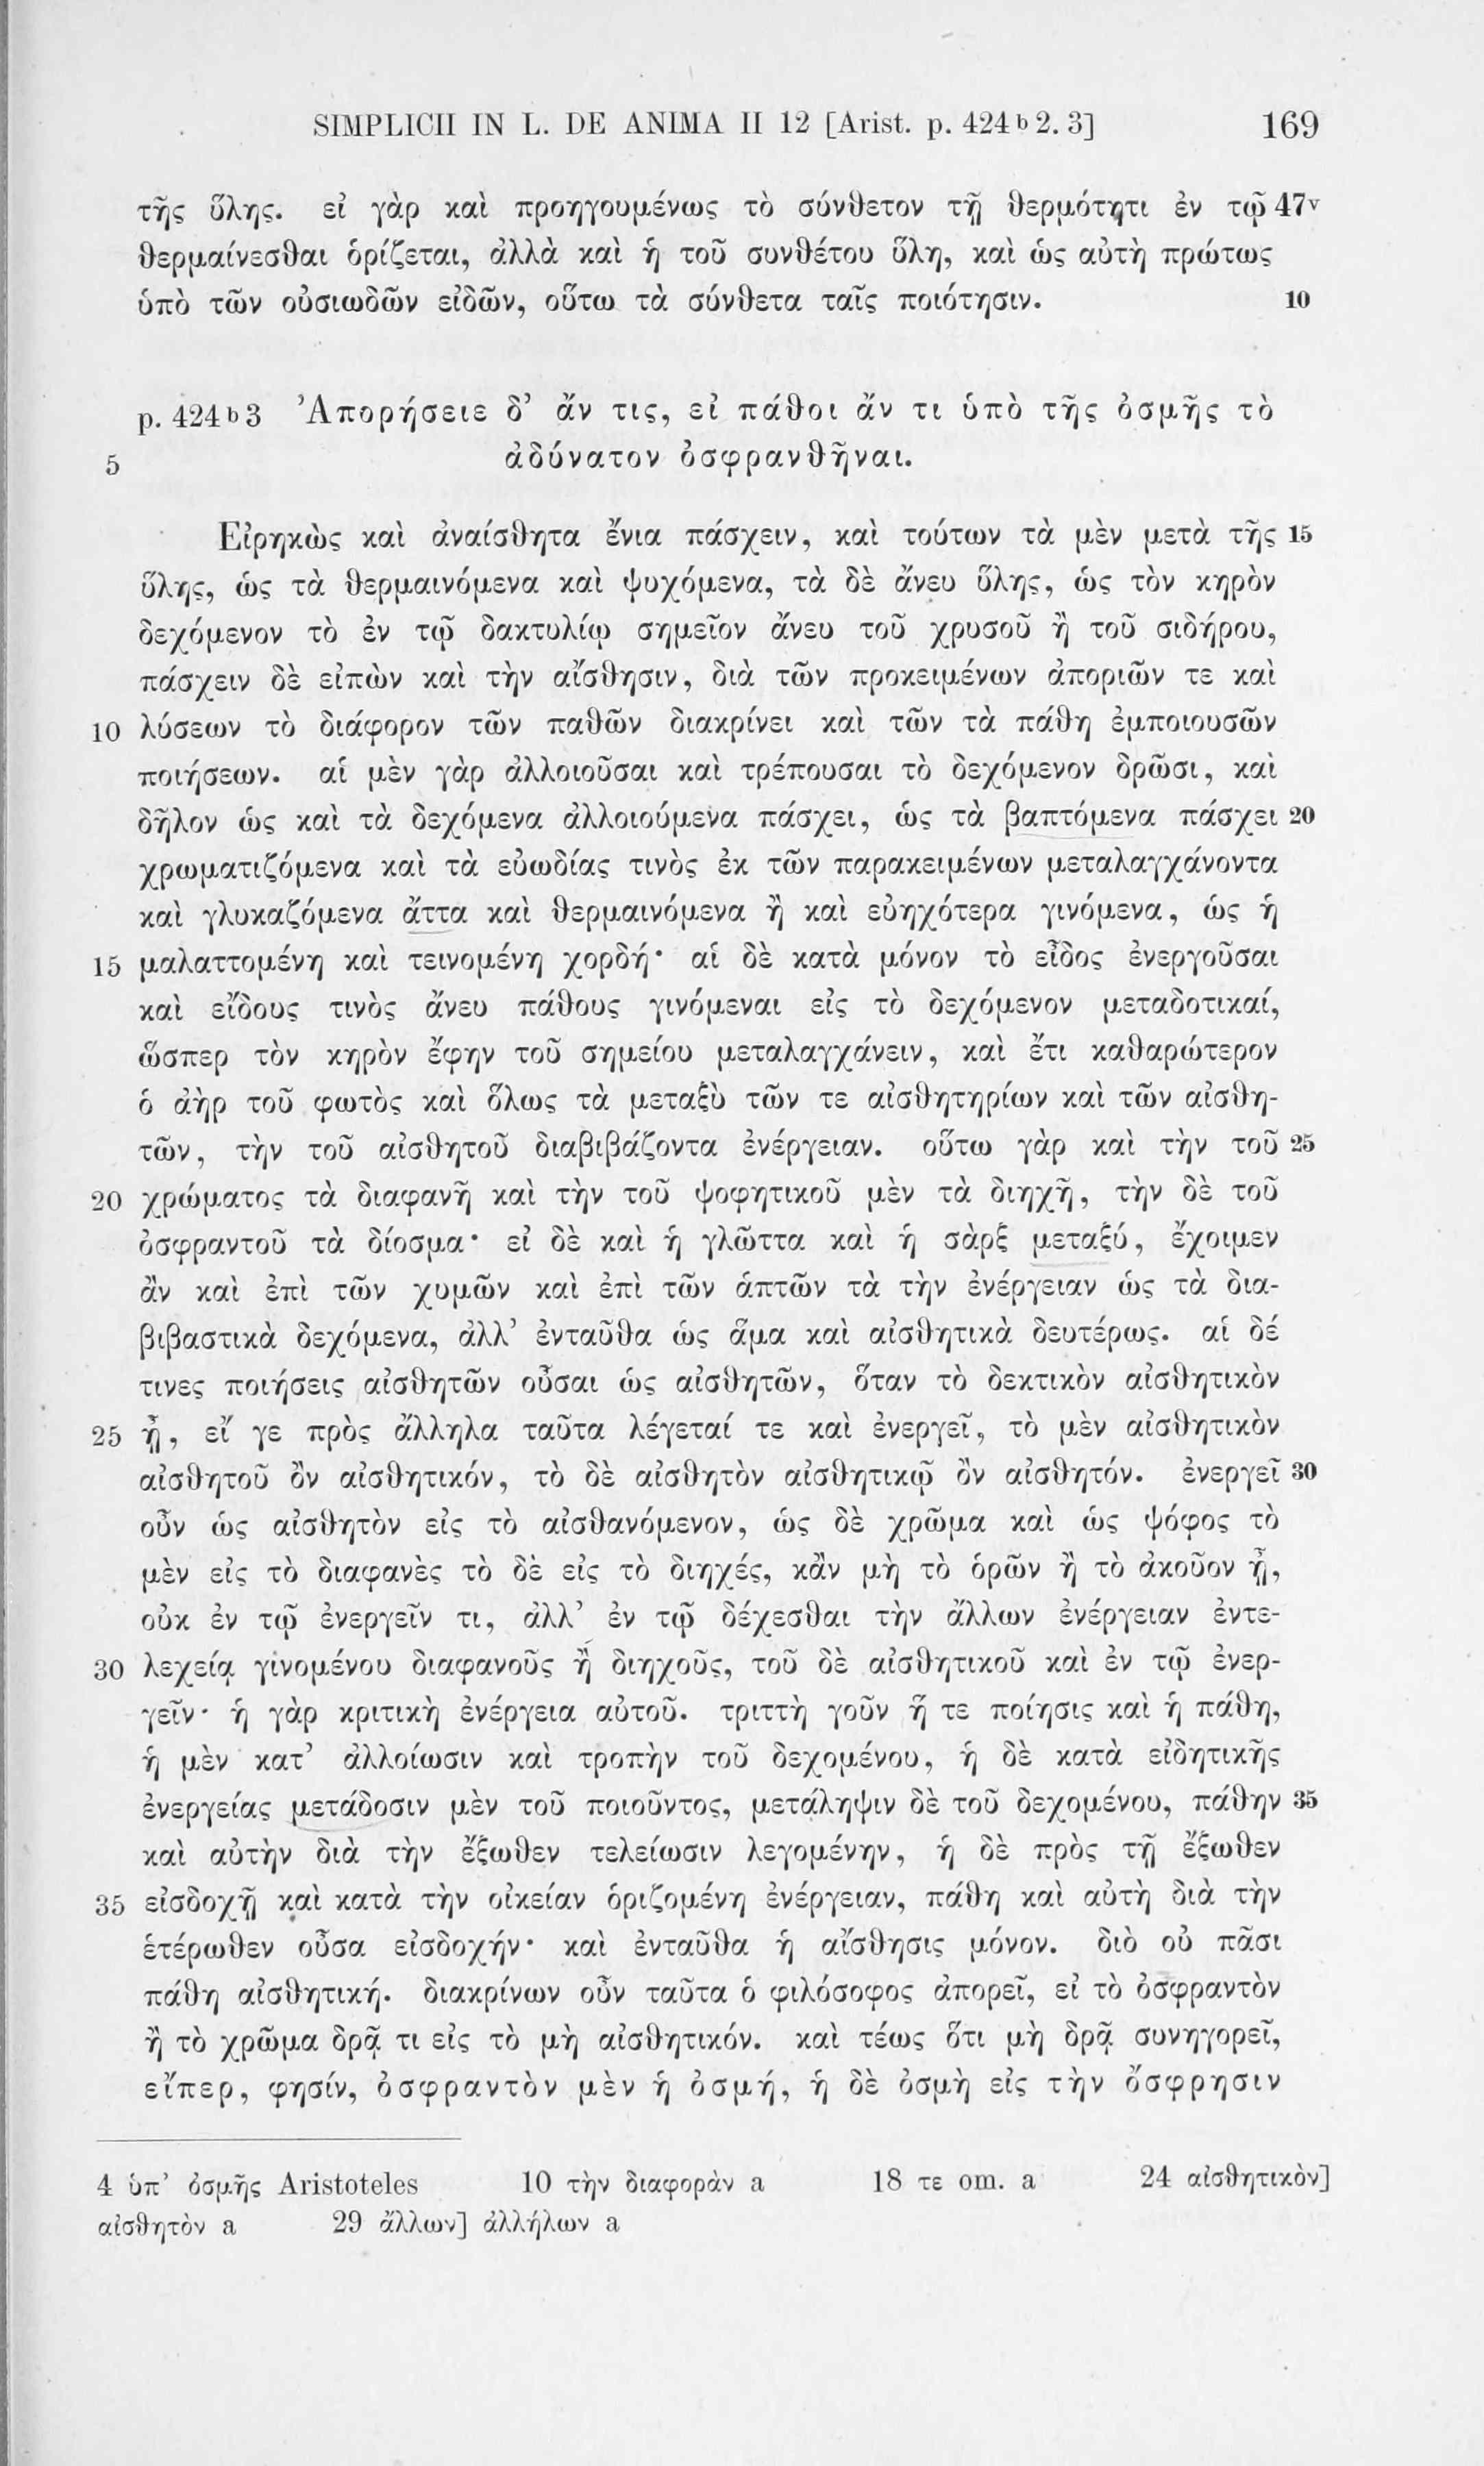 SIMPLICII IN L. DE ANIMA II 12 [Arist. p. 424 b 2. 3] 169
τῆς ὕλης. εἰ γὰρ καὶ προηγουμένως τὸ σύνθετον τῇ θερμότητι ἐν τῷ 47v
θερμαίνεσθαι ὁρίζεται, ἀλλὰ καὶ ἡ τοῦ συνθέτου ὕλη, καὶ ὡς αὐτὴ πρώτως
ὑπὸ τῶν οὐσιωδῶν εἰδῶν, οὕτω τὰ σύνθετα ταῖς ποιότησιν. 10
p. 424 b 3 Ἀπορήσειε δ’ ἄν τις, εἰ πάθοι ἄν τι ὑπὸ τῆς ὀσμῆς τὸ
5 ἀδύνατον ὀσφρανθῆναι.
Εἰρηκὼς καὶ ἀναίσθητα ἔνια πάσχειν, καὶ τούτων τὰ μὲν μετὰ τῆς 15
ὕλης, ὡς τὰ θερμαινόμενα καὶ ψυχόμενα, τὰ δὲ ἄνευ ὕλης, ὡς τὸν κηρὸν
δεχόμενον τὸ ἐν τῷ δακτυλίῳ σημεῖον ἄνευ τοῦ χρυσοῦ ἢ τοῦ σιδήρου,
πάσχειν δὲ εἰπὼν καὶ τὴν αἴσθησιν, διὰ τῶν προκειμένων ἀποριῶν τε καὶ
10 λύσεων τὸ διάφορον τῶν παθῶν διακρίνει καὶ τῶν τὰ πάθη ἐμποιουσῶν
ποιήσεων. αἱ μὲν γὰρ ἀλλοιοῦσαι καὶ τρέπουσαι τὸ δεχόμενον δρῶσι, καὶ
δῆλον ὡς καὶ τὰ δεχόμενα ἀλλοιούμενα πάσχει, ὡς τὰ βαπτόμενα πάσχει 20
χρωματιζόμενα καὶ τὰ εὐωδίας τινὸς ἐκ τῶν παρακειμένων μεταλαγχάνοντα
καὶ γλυκαζόμενα ἄττα καὶ θερμαινόμενα ἢ καὶ εὐηχότερα γινόμενα, ὡς ἡ
15 μαλαττομένη καὶ τεινομένη χορδή· αἱ δὲ κατὰ μόνον τὸ εἶδος ἐνεργοῦσαι
καὶ εἴδους τινὸς ἄνευ πάθους γινόμεναι εἰς τὸ δεχόμενον μεταδοτικαί,
ὥσπερ τὸν κηρὸν ἔφην τοῦ σημείου μεταλαγχάνειν, καὶ ἔτι καθαρώτερον
ὁ ἀὴρ τοῦ φωτὸς καὶ ὅλως τὰ μεταξὺ τῶν τε αἰσθητηρίων καὶ τῶν αἰσθη-
τῶν, τὴν τοῦ αἰσθητοῦ διαβιβάζοντα ἐνέργειαν. οὕτω γὰρ καὶ τὴν τοῦ 25
20 χρώματος τὰ διαφανῆ καὶ τὴν τοῦ ψοφητικοῦ μὲν τὰ διηχῆ, τὴν δὲ τοῦ
ὀσφραντοῦ τὰ δίοσμα· εἰ δὲ καὶ ἡ γλῶττα καὶ ἡ σὰρξ μεταξύ, ἔχοιμεν
ἂν καὶ ἐπὶ τῶν χυμῶν καὶ ἐπὶ τῶν ἁπτῶν τὰ τὴν ἐνέργειαν ὡς τὰ δια-
βιβαστικὰ δεχόμενα, ἀλλ’ ἐνταῦθα ὡς ἅμα καὶ αἰσθητικὰ δευτέρως. αἱ δέ
τινες ποιήσεις αἰσθητῶν οὖσαι ὡς αἰσθητῶν, ὅταν τὸ δεκτικὸν αἰσθητικὸν
25 ᾖ, εἴ γε πρὸς ἄλληλα ταῦτα λέγεταί τε καὶ ἐνεργεῖ, τὸ μὲν αἰσθητικὸν
αἰσθητοῦ ὂν αἰσθητικόν, τὸ δὲ αἰσθητὸν αἰσθητικῷ ὂν αἰσθητόν. ἐνεργεῖ 30
οὖν ὡς αἰσθητὸν εἰς τὸ αἰσθανόμενον, ὡς δὲ χρῶμα καὶ ὡς ψόφος τὸ
μὲν εἰς τὸ διαφανὲς τὸ δὲ εἰς τὸ διηχές, κἂν μὴ τὸ ὁρῶν ἢ τὸ ἀκοῦον ᾖ,
οὐκ ἐν τῷ ἐνεργεῖν τι, ἀλλ’ ἐν τῷ δέχεσθαι τὴν ἄλλων ἐνέργειαν ἐντε-
30 λεχείᾳ γινομένου διαφανοῦς ἢ διηχοῦς, τοῦ δὲ αἰσθητικοῦ καὶ ἐν τῷ ἐνερ-
γεῖν· ἡ γὰρ κριτικὴ ἐνέργεια αὐτοῦ. τριττὴ γοῦν ἥ τε ποίησις καὶ ἡ πάθη,
ἡ μὲν κατ’ ἀλλοίωσιν καὶ τροπὴν τοῦ δεχομένου, ἡ δὲ κατὰ εἰδητικῆς
ἐνεργείας μετάδοσιν μὲν τοῦ ποιοῦντος, μετάληψιν δὲ τοῦ δεχομένου, πάθην 35
καὶ αὐτὴν διὰ τὴν ἔξωθεν τελείωσιν λεγομένην, ἡ δὲ πρὸς τῇ ἔξωθεν
35 εἰσδοχῇ καὶ κατὰ τὴν οἰκείαν ὁριζομένη ἐνέργειαν, πάθη καὶ αὐτὴ διὰ τὴν
ἑτέρωθεν οὖσα εἰσδοχήν· καὶ ἐνταῦθα ἡ αἴσθησις μόνον. διὸ οὐ πᾶσι
πάθη αἰσθητική. διακρίνων οὖν ταῦτα ὁ φιλόσοφος ἀπορεῖ, εἰ τὸ ὀσφραντὸν
ἢ τὸ χρῶμα δρᾷ τι εἰς τὸ μὴ αἰσθητικόν. καὶ τέως ὅτι μὴ δρᾷ συνηγορεῖ,
εἴπερ, φησίν, ὀσφραντὸν μὲν ἡ ὀσμή, ἡ δὲ ὀσμὴ εἰς τὴν ὄσφρησιν
4 ὑπ’ ὀσμῆς Aristoteles 10 τὴν διαφορὰν a 18 τε om. a 24 αἰσθητικὸν]
αἰσθητὸν a 29 ἄλλων] ἀλλήλων a